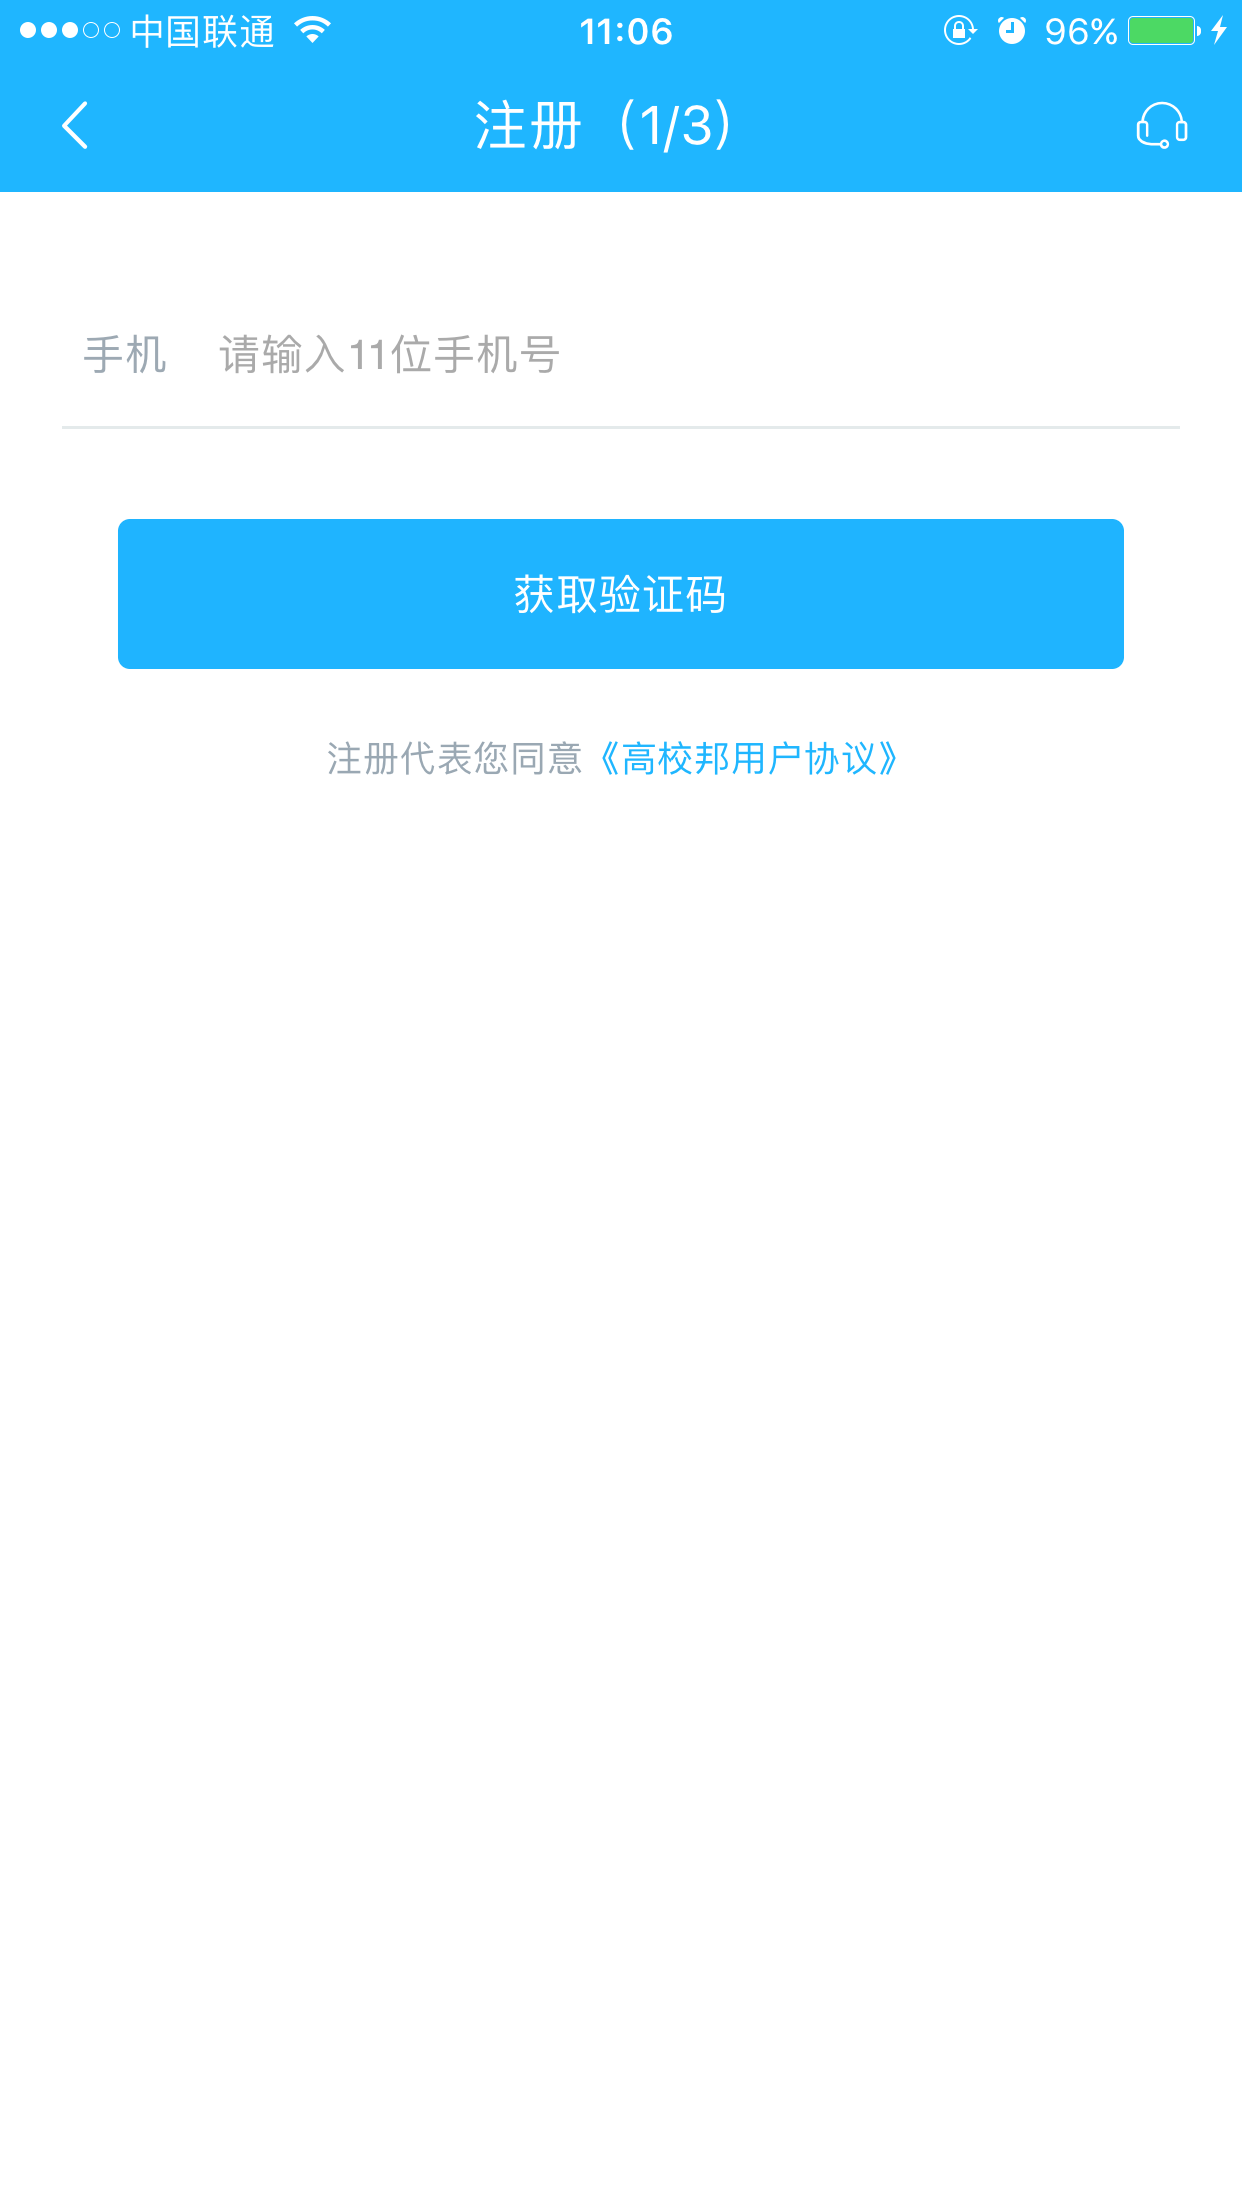 中国联通 11:06 96%
注册（1/3）
手机 请输入11位手机号
获取验证码
注册代表您同意《高校邦用户协议》